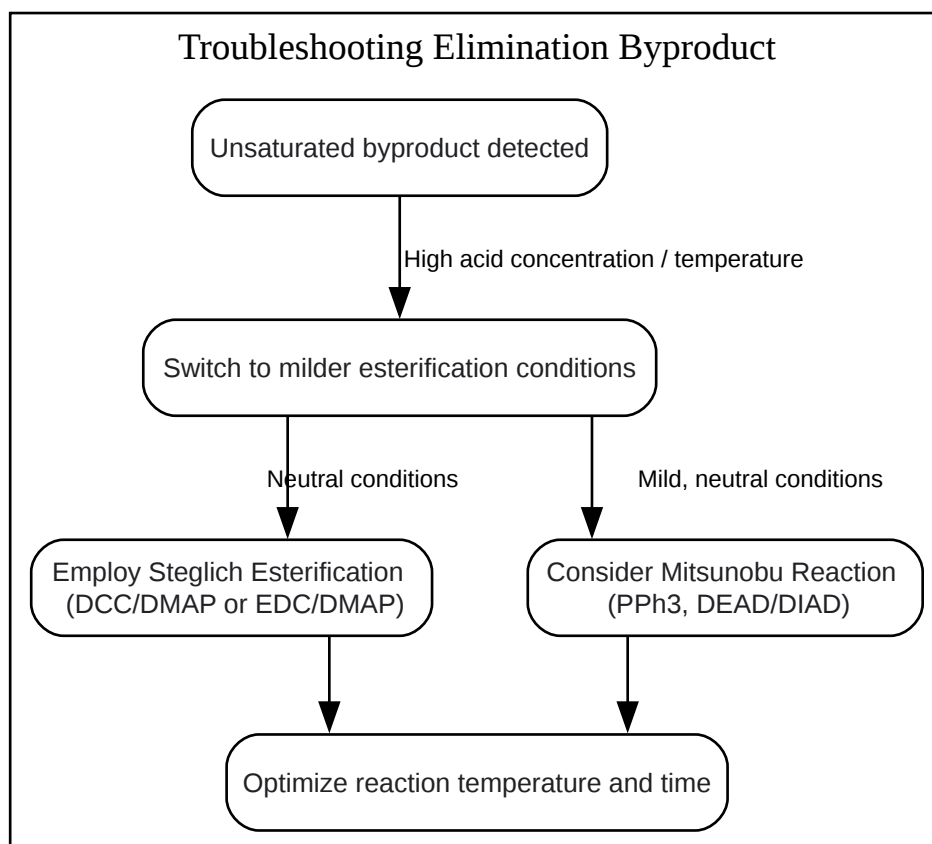 Troubleshooting Elimination Byproduct
Unsaturated byproduct detected
High acid concentration / temperature
Switch to milder esterification conditions
Neutral conditions
Mild, neutral conditions
Employ Steglich Esterification
(DCC/DMAP or EDC/DMAP)
Consider Mitsunobu Reaction
(PPh3, DEAD/DIAD)
Optimize reaction temperature and time